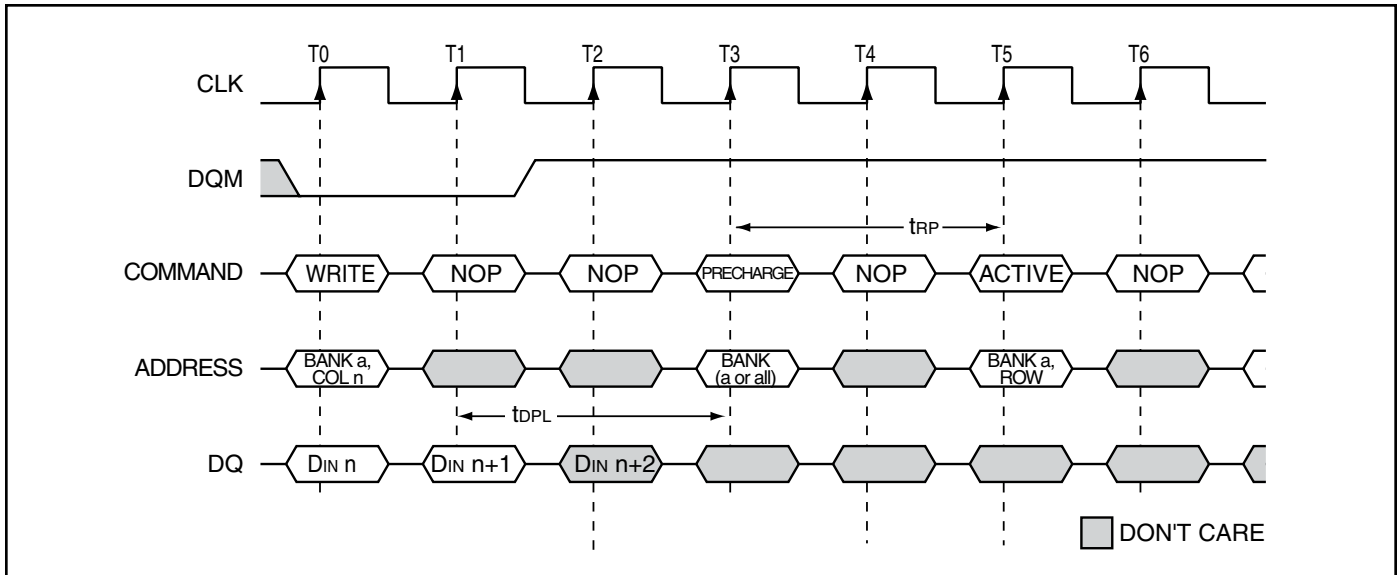 T0 T1 T2 T3 T4 T5 T6
CLK
DQM
tRP
COMMAND WRITE NOP NOP PRECHARGE NOP ACTIVE NOP
ADDRESS
BANK a,
COL n
BANK
(a or all)
BANK a,
ROW
tDPL
DQ DIN n DIN n+1 DIN n+2
DON'T CARE